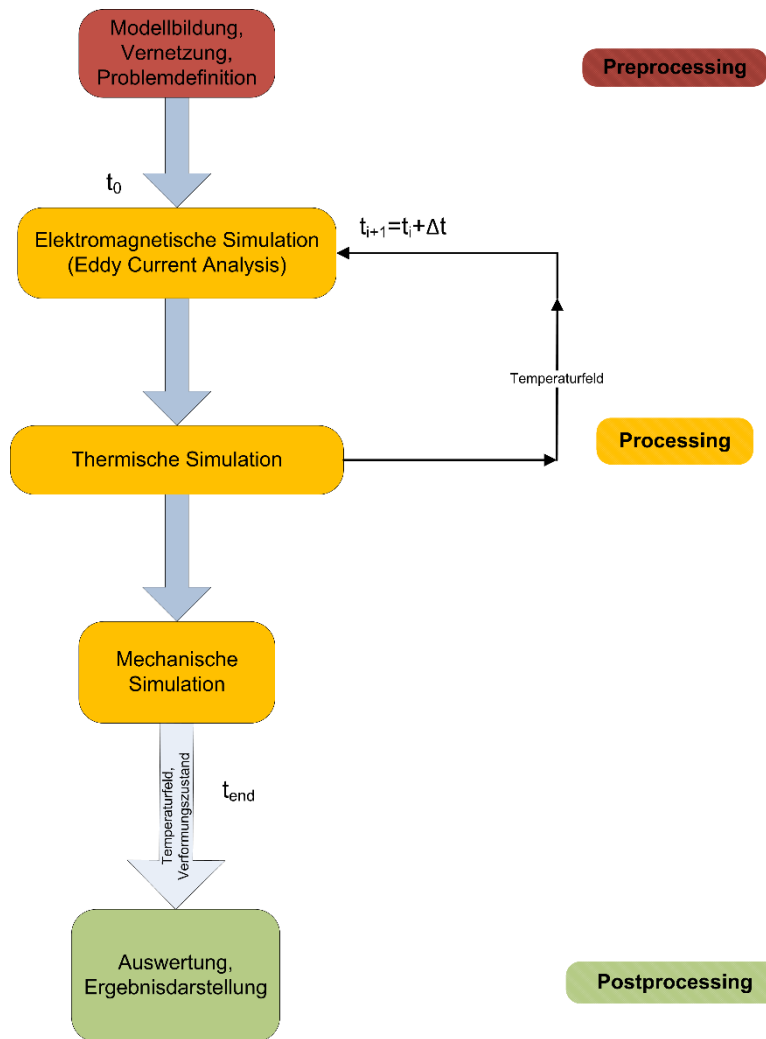 Modellbildung,
Vernetzung,
Problemdefinition
Preprocessing
t0
Elektromagnetische Simulation
(Eddy Current Analysis)
ti+1=ti+Δt
Temperaturfeld
Thermische Simulation
Processing
Mechanische
Simulation
Temperaturfeld,
Verformungszustand
tend
Auswertung,
Ergebnisdarstellung
Postprocessing